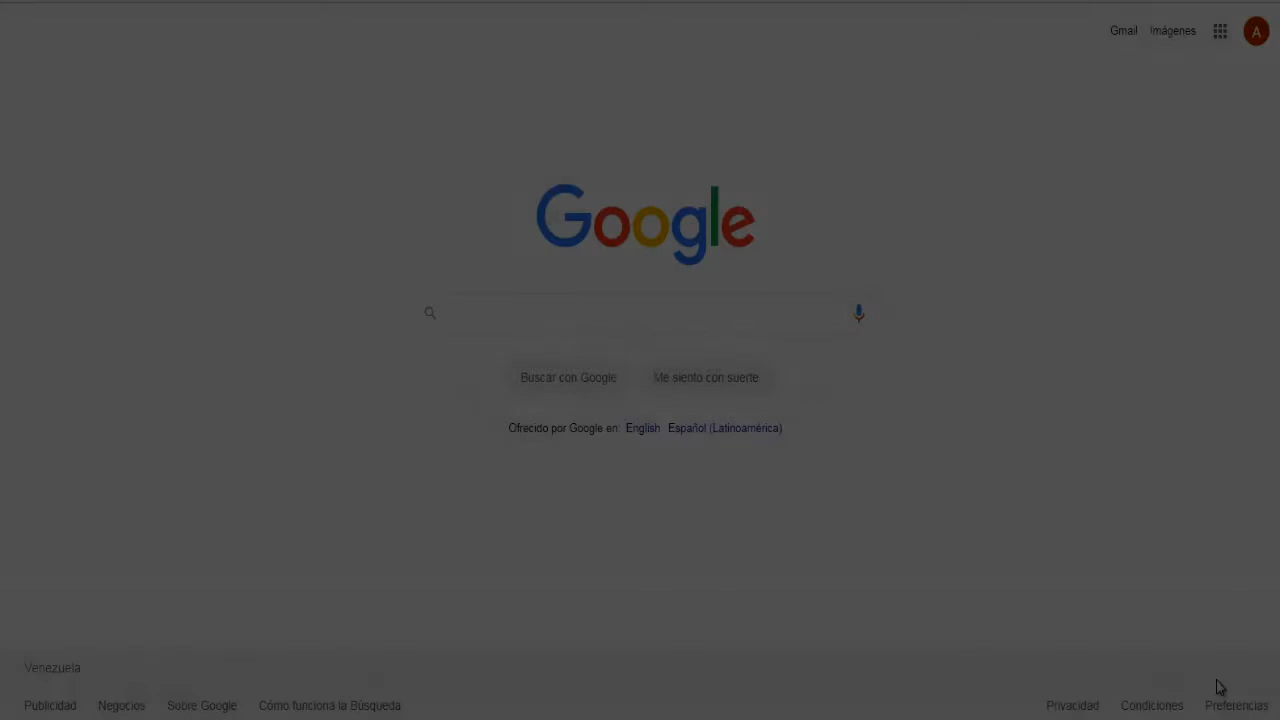 Gmail Imágenes A
Google
Buscar con Google Me siento con suerte
Ofrecido por Google en: English Español (Latinoamérica)
Venezuela
Publicidad Negocios Sobre Google Cómo funciona la Búsqueda Privacidad Condiciones Preferencias